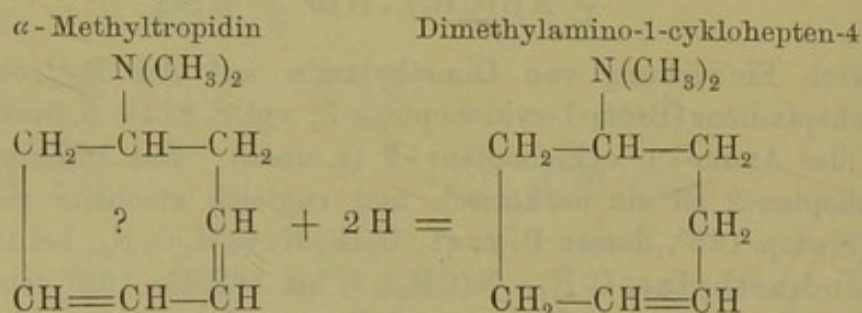 α-Methyltropidin Dimethylamino-1-cyklohepten-4
N(CH₃)₂ N(CH₃)₂
CH₂—CH—CH₂ CH₂—CH—CH₂
? CH + 2 H = CH₂
CH=CH—CH CH₂—CH=CH